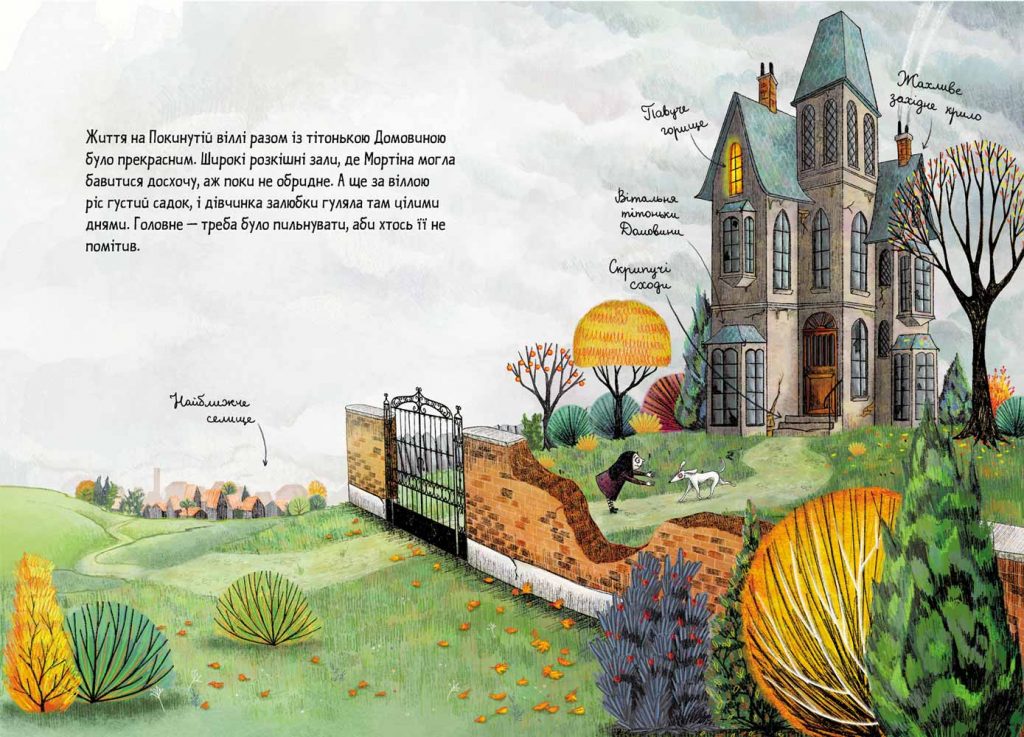 Життя на Покинутій віллі разом із тітонькою Домовиною
було прекрасним. Широкі розкішні зали, де Мортіна могла
бавитися досхочу, аж поки не обридне. А ще за віллою
ріс густий садок, і дівчинка залюбки гуляла там цілими
днями. Головне — треба було пильнувати, аби хтось її не
помітив.
Жахливе
західне крило
Павуче
горище
Вітальня
тітоньки
Домовини
Скрипучі
сходи
Найближче
селище